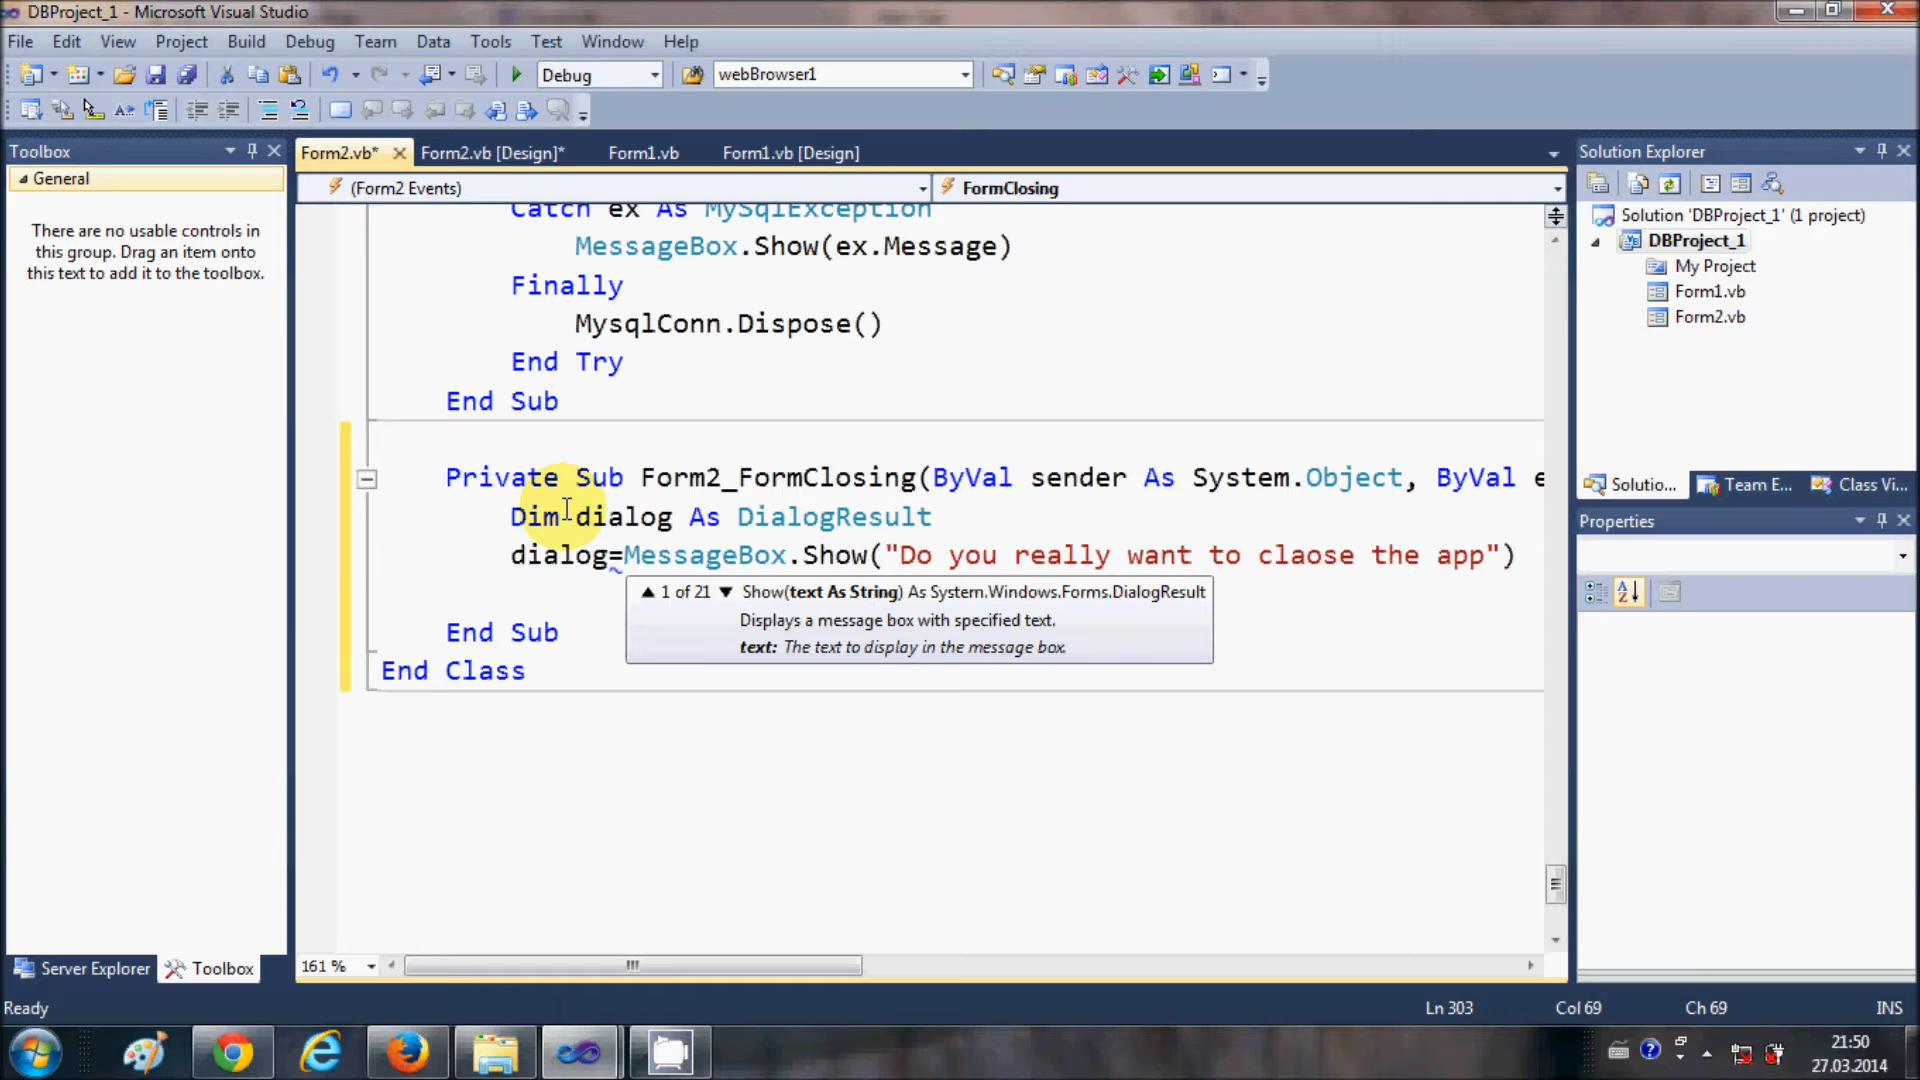 DBProject_1 - Microsoft Visual Studio
File Edit View Project Build Debug Team Data Tools Test Window Help
Debug webBrowser1
Toolbox
General
There are no usable controls in
this group. Drag an item onto
this text to add it to the toolbox.
Server Explorer Toolbox
Form2.vb* Form2.vb [Design]* Form1.vb Form1.vb [Design]
(Form2 Events) FormClosing
Catch ex As MySqlException
MessageBox.Show(ex.Message)
Finally
MysqlConn.Dispose()
End Try
End Sub
Private Sub Form2_FormClosing(ByVal sender As System.Object, ByVal e
Dim dialog As DialogResult
dialog=MessageBox.Show("Do you really want to claose the app")
1 of 21 Show(text As String) As System.Windows.Forms.DialogResult
Displays a message box with specified text.
text: The text to display in the message box.
End Sub
End Class
161 %
Solution Explorer
Solution 'DBProject_1' (1 project)
DBProject_1
My Project
Form1.vb
Form2.vb
Solutio... Team E... Class Vi...
Properties
Ready Ln 303 Col 69 Ch 69 INS
21:50
27.03.2014